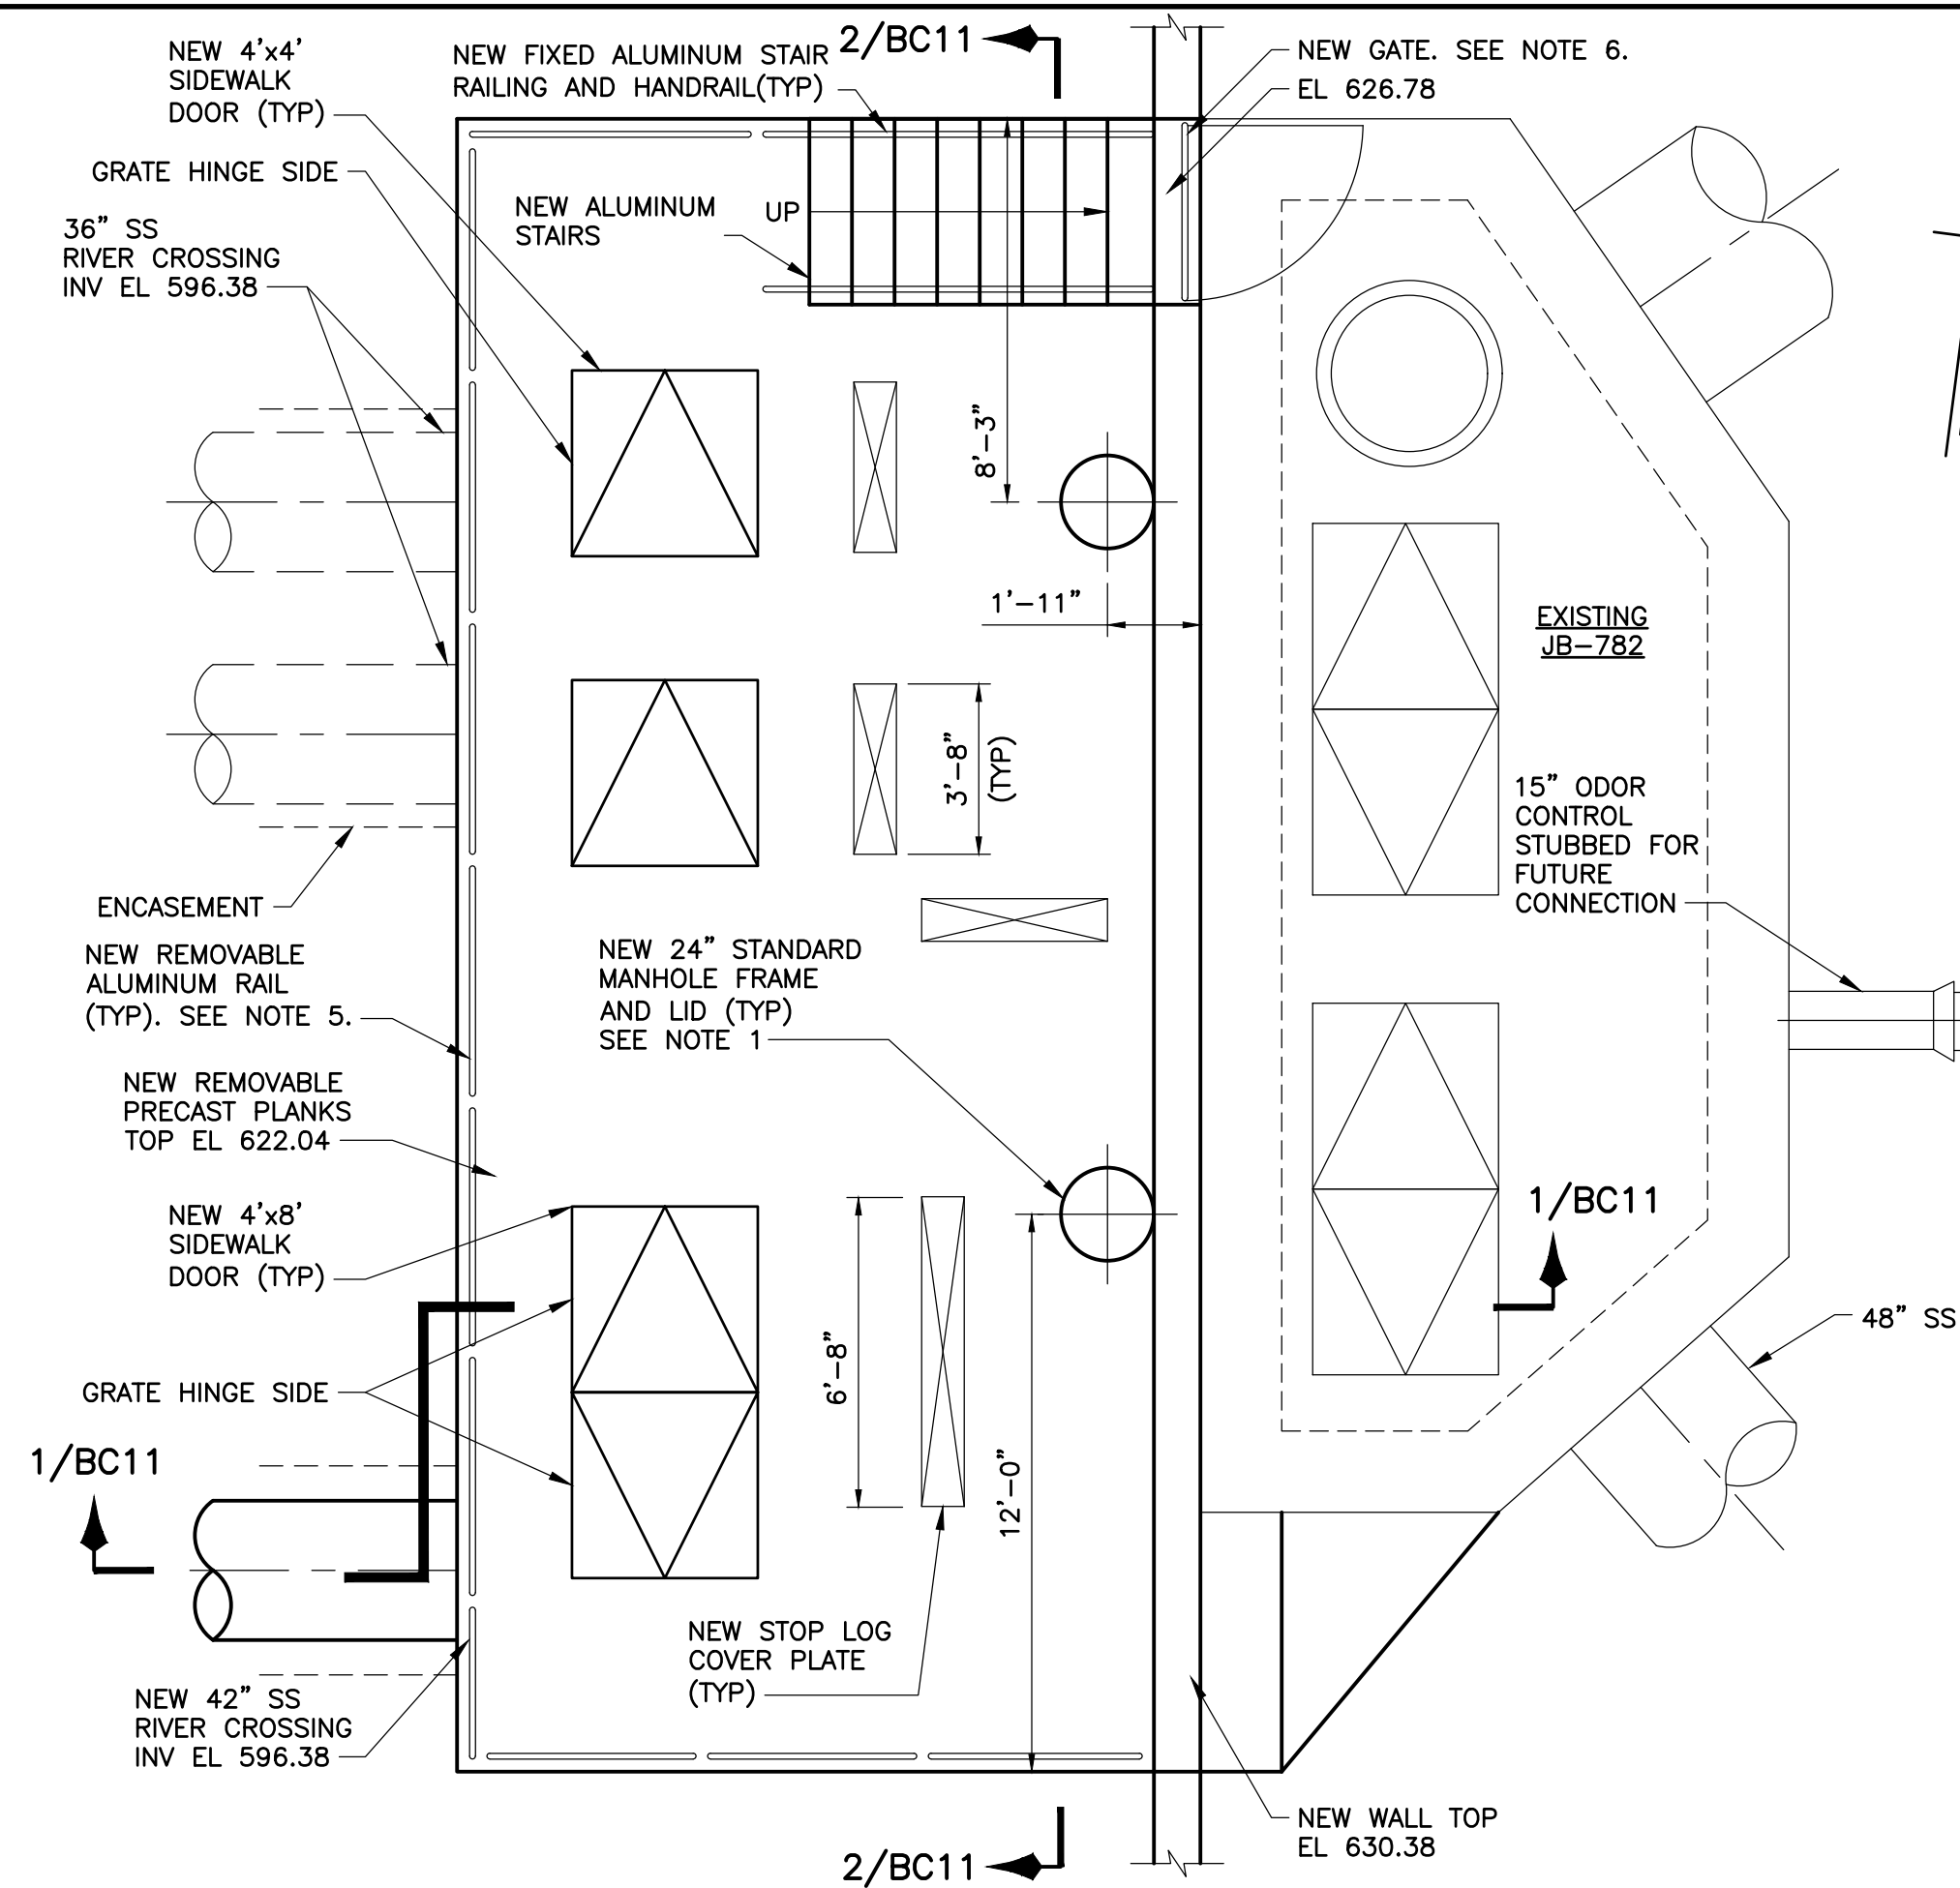 2/BC11
NEW 4'x4'
SIDEWALK
DOOR (TYP)
NEW FIXED ALUMINUM STAIR
RAILING AND HANDRAIL(TYP)
NEW GATE. SEE NOTE 6.
EL 626.78
GRATE HINGE SIDE
NEW ALUMINUM
STAIRS
UP
36" SS
RIVER CROSSING
INV EL 596.38
8'-3"
1'-11"
EXISTING
JB-782
3'-8"
(TYP)
15" ODOR
CONTROL
STUBBED FOR
FUTURE
CONNECTION
ENCASEMENT
NEW REMOVABLE
ALUMINUM RAIL
(TYP). SEE NOTE 5.
NEW 24" STANDARD
MANHOLE FRAME
AND LID (TYP)
SEE NOTE 1
NEW REMOVABLE
PRECAST PLANKS
TOP EL 622.04
NEW 4'x8'
SIDEWALK
DOOR (TYP)
1/BC11
48" SS
6'-8"
GRATE HINGE SIDE
1/BC11
12'-0"
NEW STOP LOG
COVER PLATE
(TYP)
NEW 42" SS
RIVER CROSSING
INV EL 596.38
NEW WALL TOP
EL 630.38
2/BC11